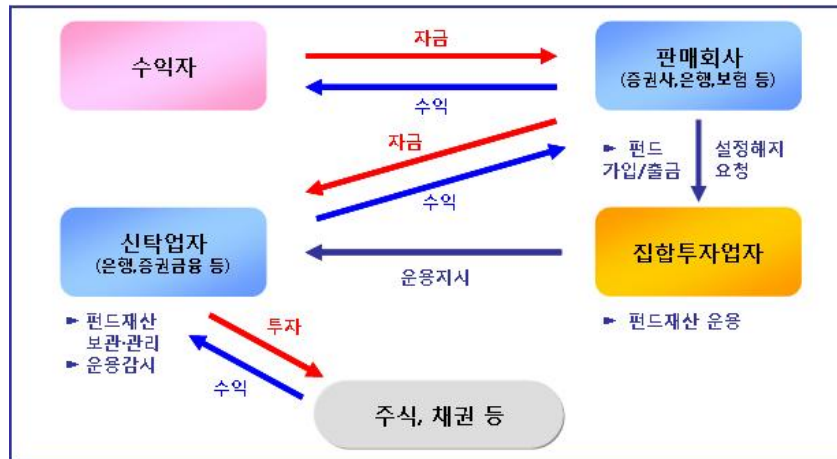 자금
수익자
판매회사
(증권사,은행,보험 등)
수익
자금
► 펀드
가입/출금
설정해지
요청
수익
신탁업자
(은행,증권금융 등)
집합투자업자
운용지시
► 펀드재산
보관·관리
► 운용감시
투자
► 펀드재산 운용
수익
주식, 채권 등